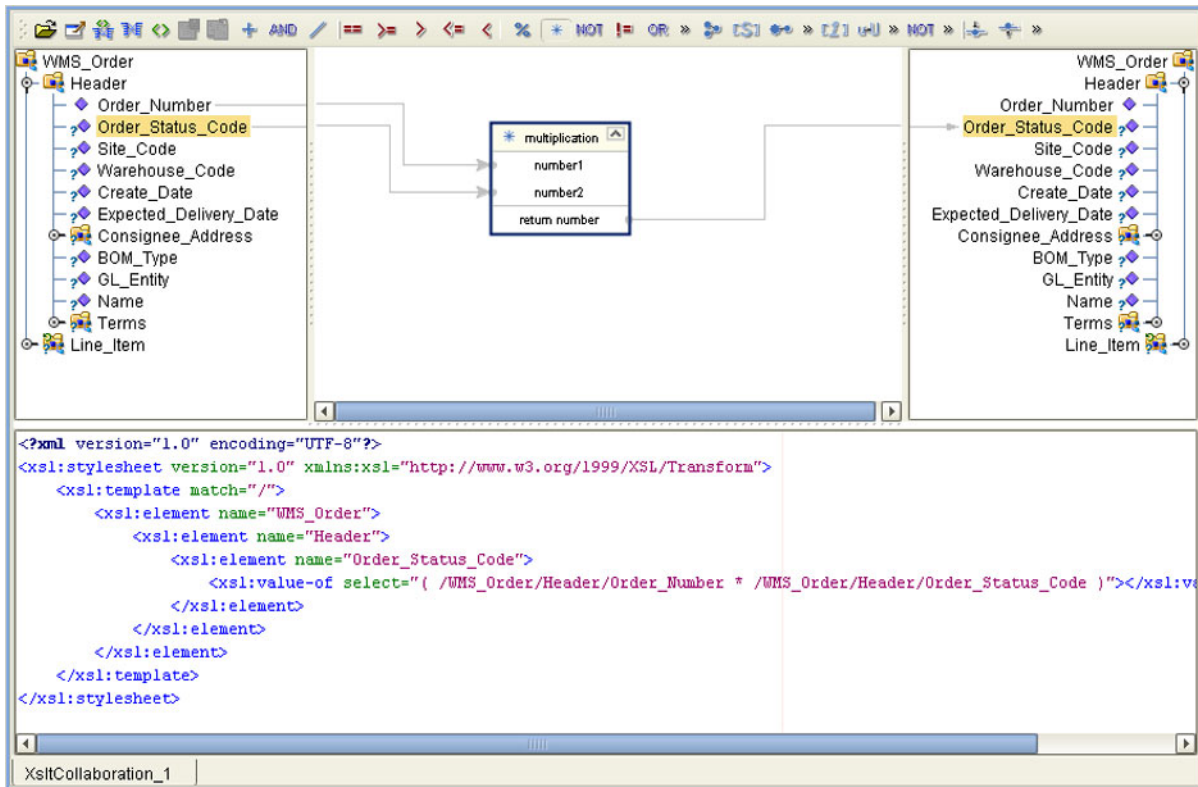 + AND / == >= > <= < % * NOT != OR » [S] » [2] u+U » NOT » »
WMS_Order
Header
Order_Number
Order_Status_Code
Site_Code
Warehouse_Code
Create_Date
Expected_Delivery_Date
Consignee_Address
BOM_Type
GL_Entity
Name
Terms
Line_Item
* multiplication
number1
number2
return number
WMS_Order
Header
Order_Number
Order_Status_Code
Site_Code
Warehouse_Code
Create_Date
Expected_Delivery_Date
Consignee_Address
BOM_Type
GL_Entity
Name
Terms
Line_Item
<?xml version="1.0" encoding="UTF-8"?>
<xsl:stylesheet version="1.0" xmlns:xsl="http://www.w3.org/1999/XSL/Transform">
<xsl:template match="/">
<xsl:element name="WMS_Order">
<xsl:element name="Header">
<xsl:element name="Order_Status_Code">
<xsl:value-of select="( /WMS_Order/Header/Order_Number * /WMS_Order/Header/Order_Status_Code )"></xsl:va
</xsl:element>
</xsl:element>
</xsl:element>
</xsl:template>
</xsl:stylesheet>
XsltCollaboration_1